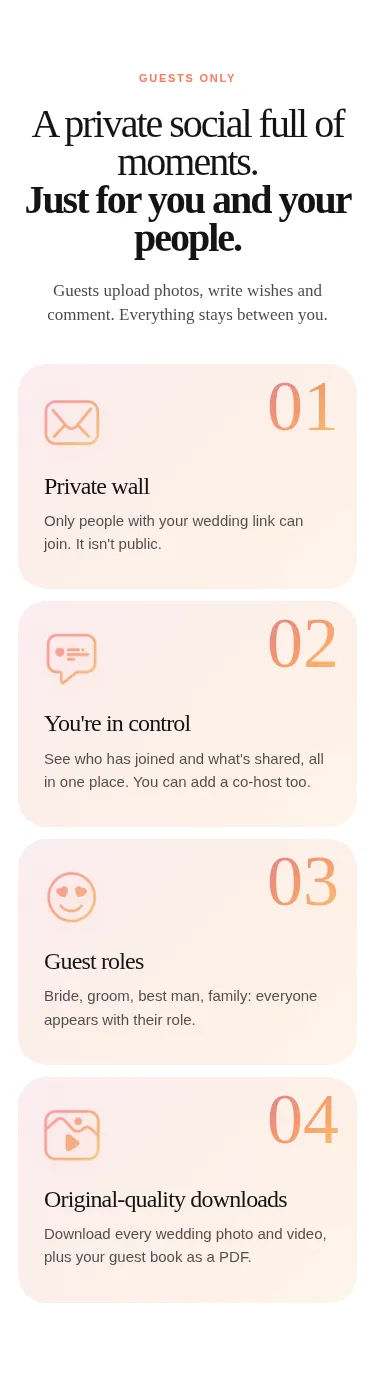 GUESTS ONLY
A private social full of
moments.
Just for you and your
people.
Guests upload photos, write wishes and
comment. Everything stays between you.
01
Private wall
Only people with your wedding link can
join. It isn't public.
02
You're in control
See who has joined and what's shared, all
in one place. You can add a co-host too.
03
Guest roles
Bride, groom, best man, family: everyone
appears with their role.
04
Original-quality downloads
Download every wedding photo and video,
plus your guest book as a PDF.